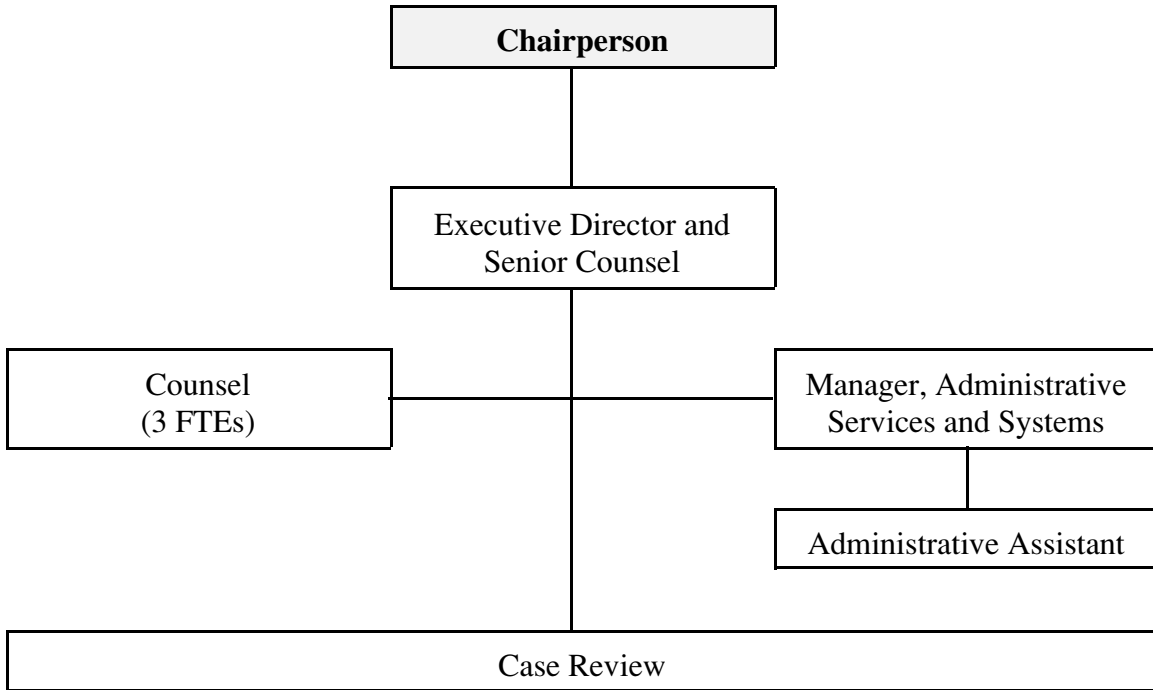 Chairperson
Executive Director and
Senior Counsel
Counsel
(3 FTEs)
Manager, Administrative
Services and Systems
Administrative Assistant
Case Review